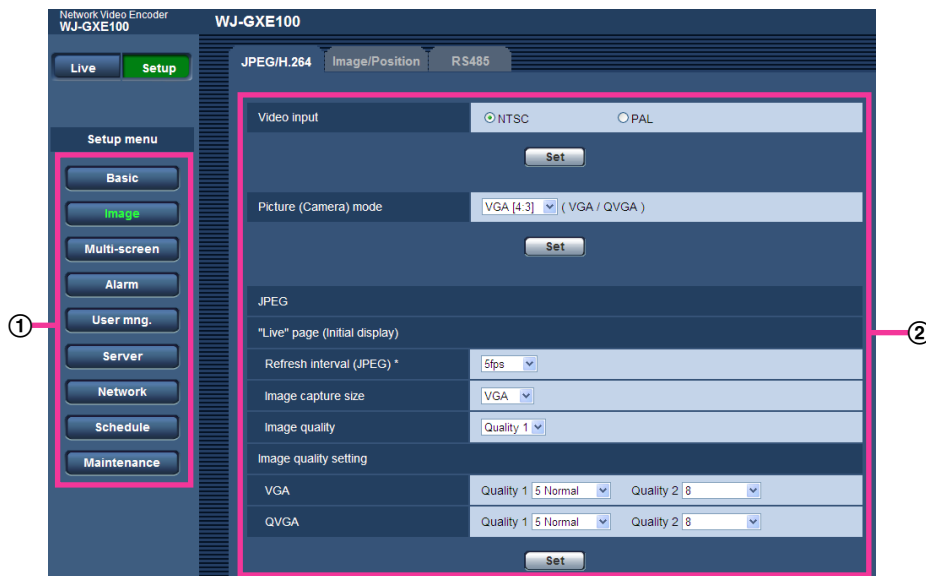 Network Video Encoder
WJ-GXE100
WJ-GXE100
Live Setup
JPEG/H.264 Image/Position RS485
Setup menu
Basic
Image
Multi-screen
Alarm
User mng.
Server
Network
Schedule
Maintenance
①
Video input NTSC PAL
Set
Picture (Camera) mode VGA [4:3] ( VGA / QVGA )
Set
JPEG
"Live" page (Initial display)
Refresh interval (JPEG) * 5fps
Image capture size VGA
Image quality Quality 1
Image quality setting
VGA Quality 1 5 Normal Quality 2 8
QVGA Quality 1 5 Normal Quality 2 8
Set
②